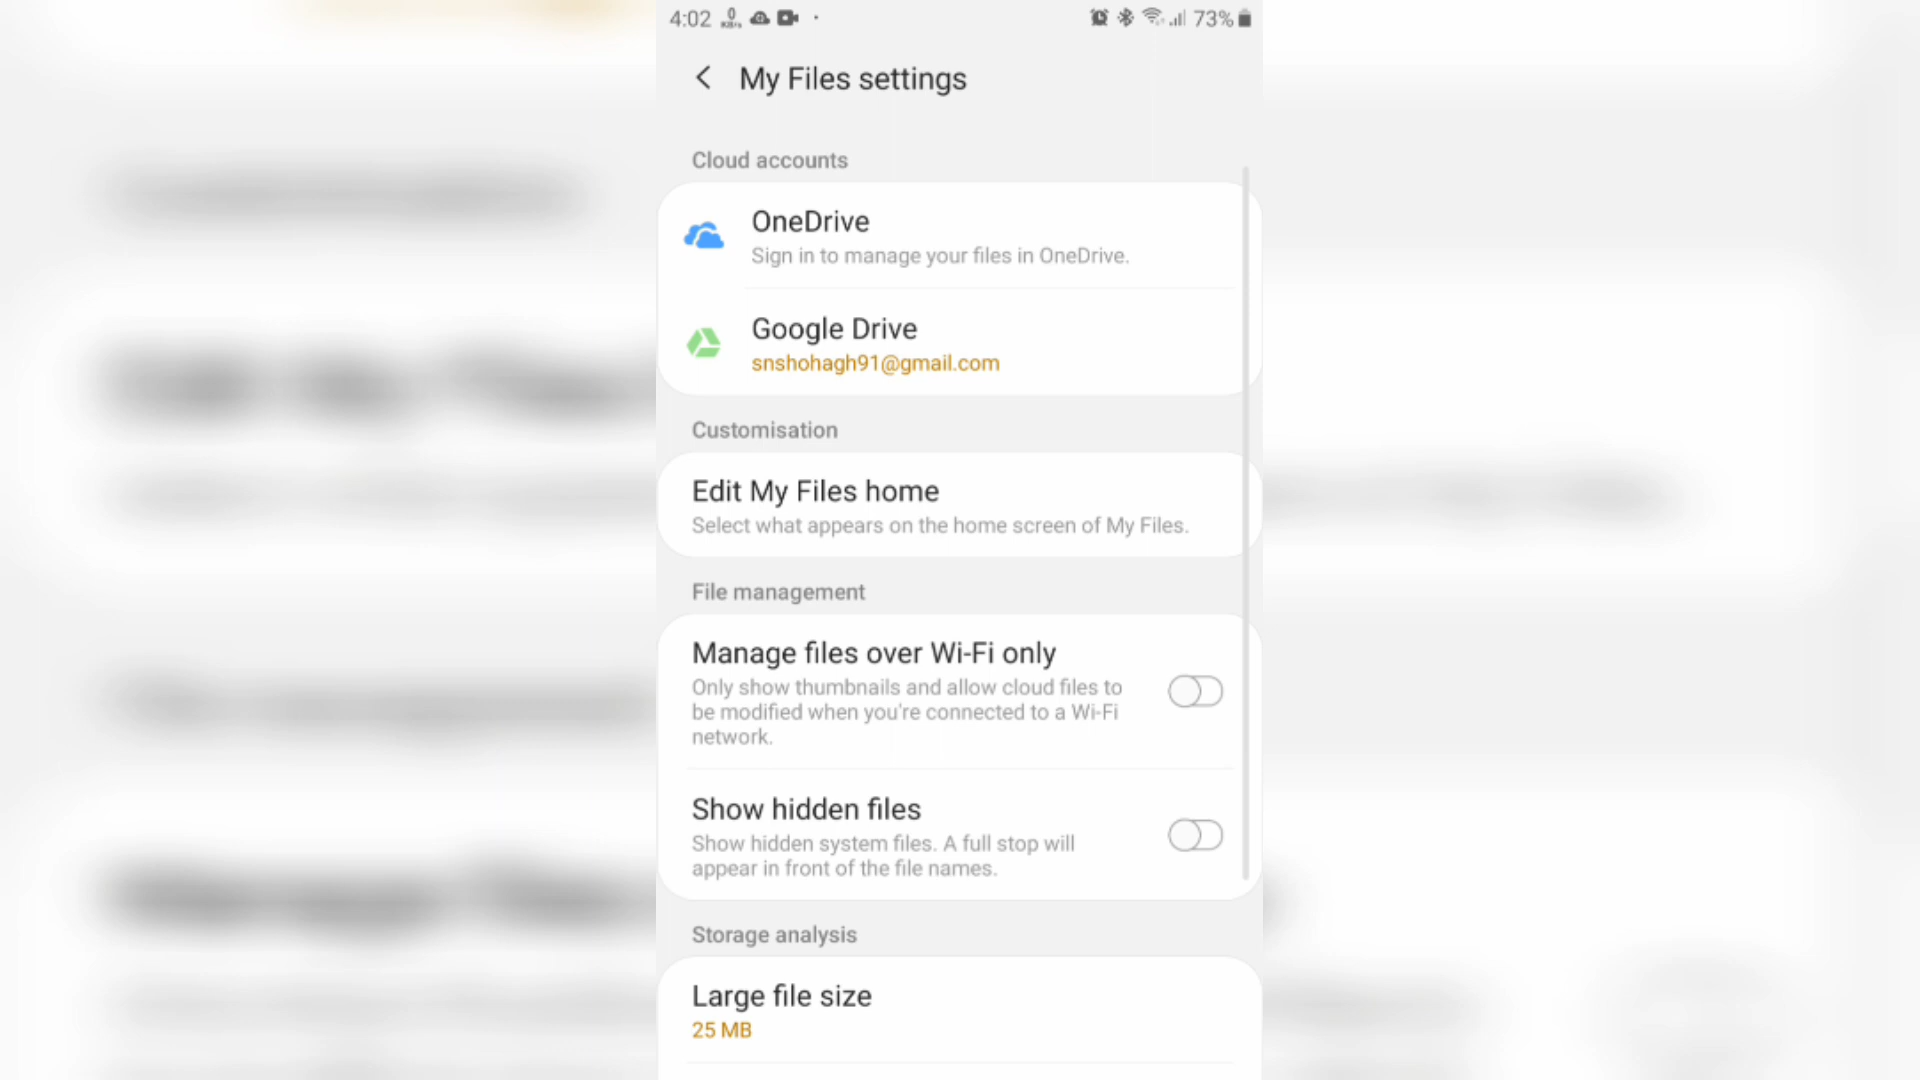 4:02 0 KB/s 73%
My Files settings
Cloud accounts
OneDrive
Sign in to manage your files in OneDrive.
Google Drive
snshohagh91@gmail.com
Customisation
Edit My Files home
Select what appears on the home screen of My Files.
File management
Manage files over Wi-Fi only
Only show thumbnails and allow cloud files to
be modified when you're connected to a Wi-Fi
network.
Show hidden files
Show hidden system files. A full stop will
appear in front of the file names.
Storage analysis
Large file size
25 MB